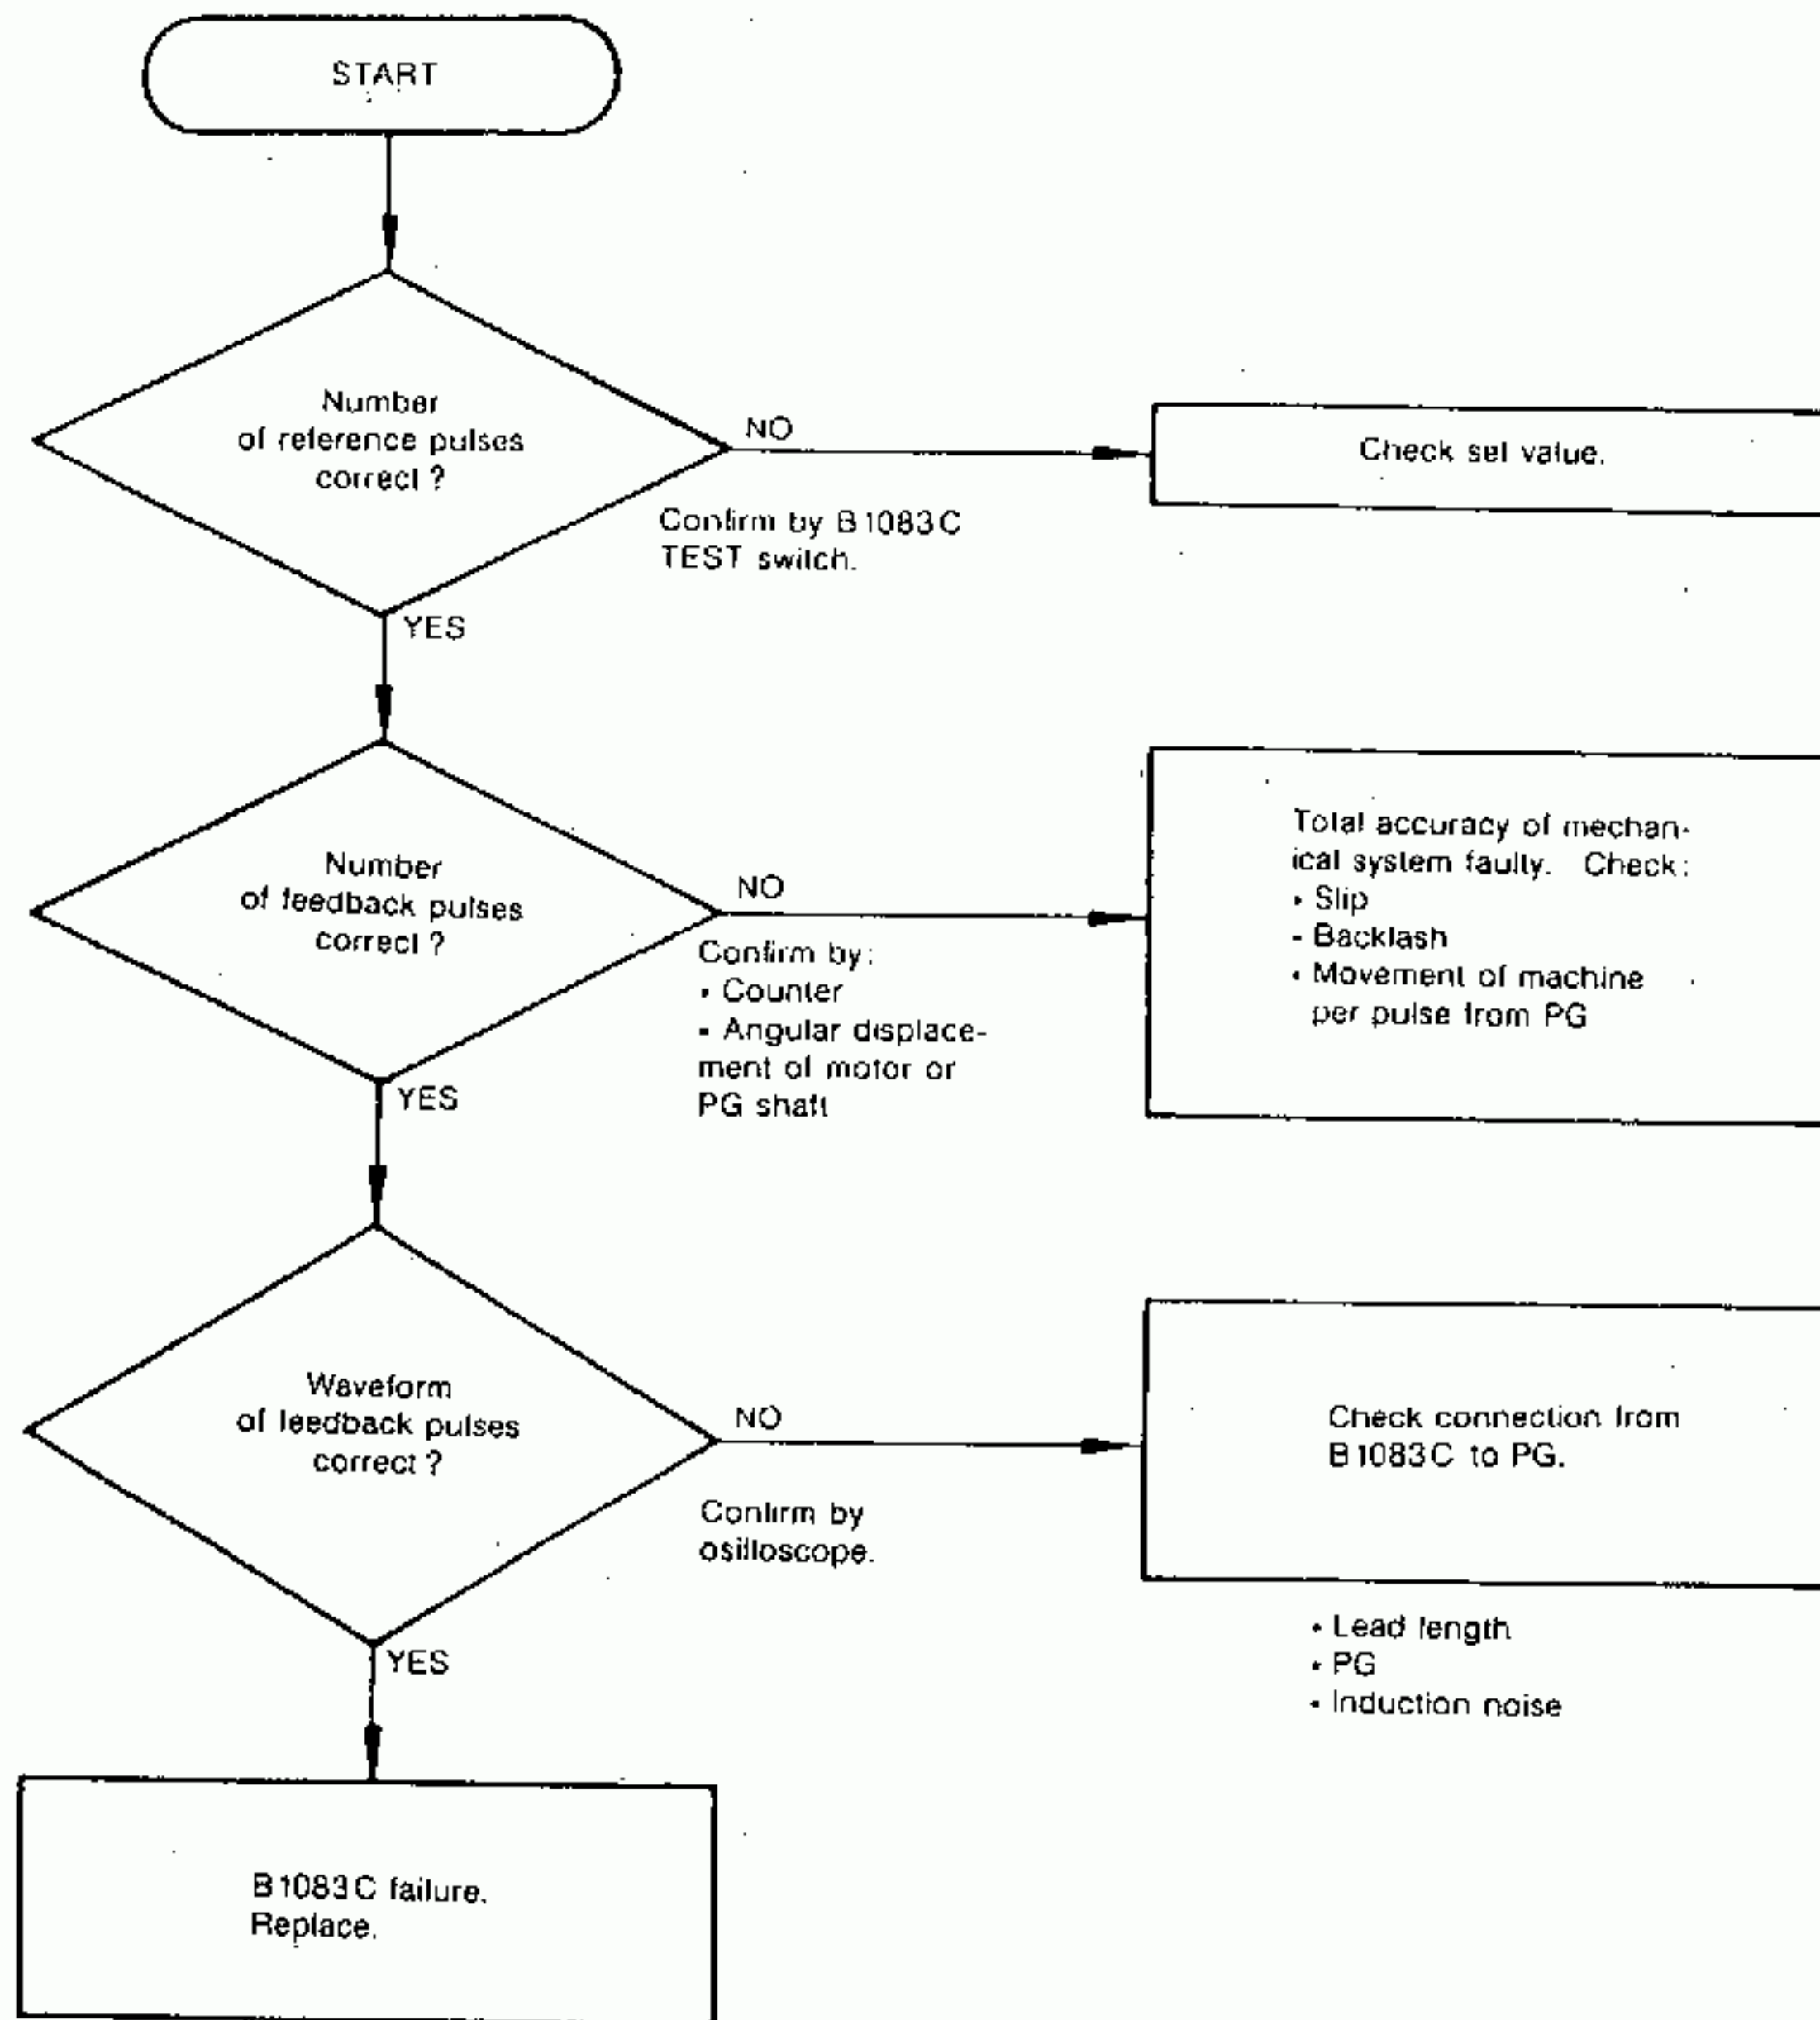 START
Number
of reference pulses
correct ?
NO
Check set value.
Confirm by B1083C
TEST switch.
YES
Number
of feedback pulses
correct ?
NO
Confirm by:
• Counter
- Angular displace-
ment of motor or
PG shaft
Total accuracy of mechan-
ical system faulty. Check:
• Slip
- Backlash
• Movement of machine
per pulse from PG
YES
Waveform
of feedback pulses
correct ?
NO
Confirm by
osilloscope.
Check connection from
B1083C to PG.
• Lead length
• PG
• Induction noise
YES
B1083C failure.
Replace.